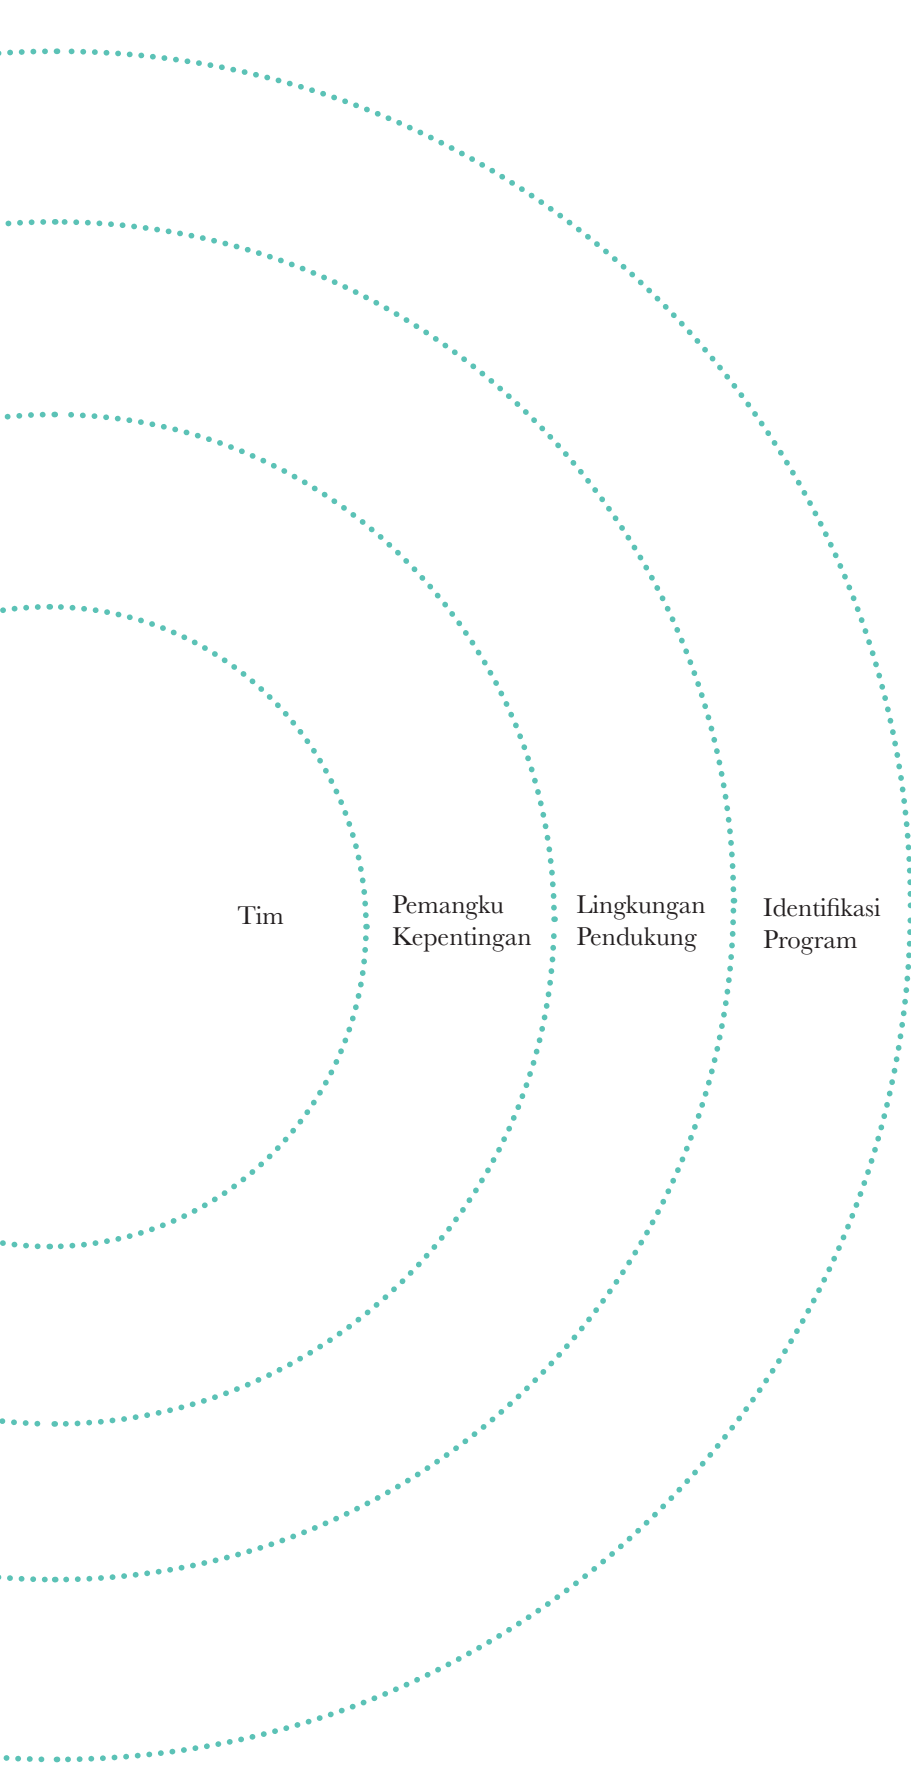 Tim
Pemangku
Kepentingan
Lingkungan
Pendukung
Identifikasi
Program